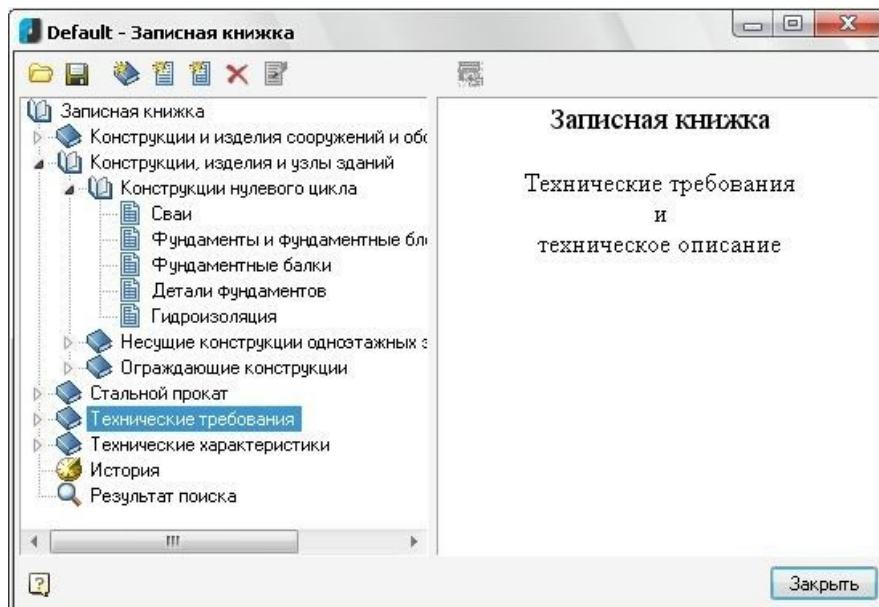 Default - Записная книжка
Записная книжка
Конструкции и изделия сооружений и обо
Конструкции, изделия и узлы зданий
Конструкции нулевого цикла
Сваи
Фундаменты и фундаментные бл
Фундаментные балки
Детали фундаментов
Гидроизоляция
Несущие конструкции одноэтажных з
Ограждающие конструкции
Стальной прокат
Технические требования
Технические характеристики
История
Результат поиска
Записная книжка
Технические требования
и
техническое описание
Закрыть